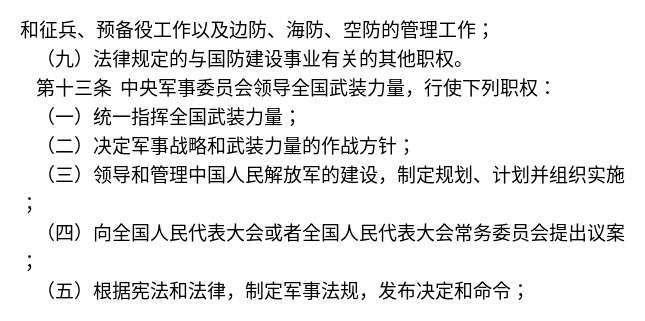 和征兵、预备役工作以及边防、海防、空防的管理工作；
（九）法律规定的与国防建设事业有关的其他职权。
第十三条 中央军事委员会领导全国武装力量，行使下列职权：
（一）统一指挥全国武装力量；
（二）决定军事战略和武装力量的作战方针；
（三）领导和管理中国人民解放军的建设，制定规划、计划并组织实施
；
（四）向全国人民代表大会或者全国人民代表大会常务委员会提出议案
；
（五）根据宪法和法律，制定军事法规，发布决定和命令；